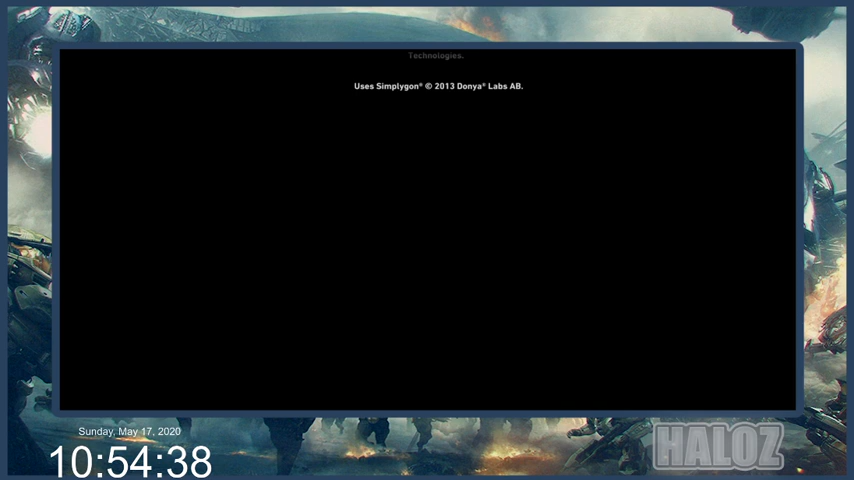 Technologies.
Uses Simplygon® © 2013 Donya® Labs AB.
Sunday, May 17, 2020
10:54:38
HALOZ